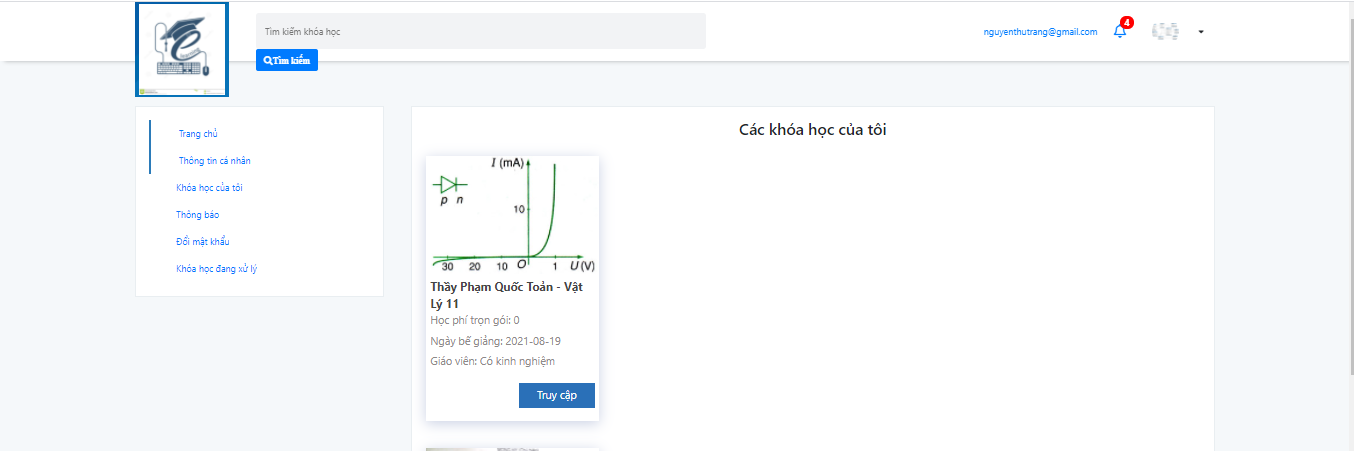 Tìm kiếm khóa học
nguyenthutrang@gmail.com
4
Tìm kiếm
Trang chủ
Thông tin cá nhân
Khóa học của tôi
Thông báo
Đổi mật khẩu
Khóa học đang xử lý
Các khóa học của tôi
I (mA)
p n
10
30 20 10 O 1 U (V)
Thầy Phạm Quốc Toản - Vật
Lý 11
Học phí trọn gói: 0
Ngày bế giảng: 2021-08-19
Giáo viên: Có kinh nghiệm
Truy cập